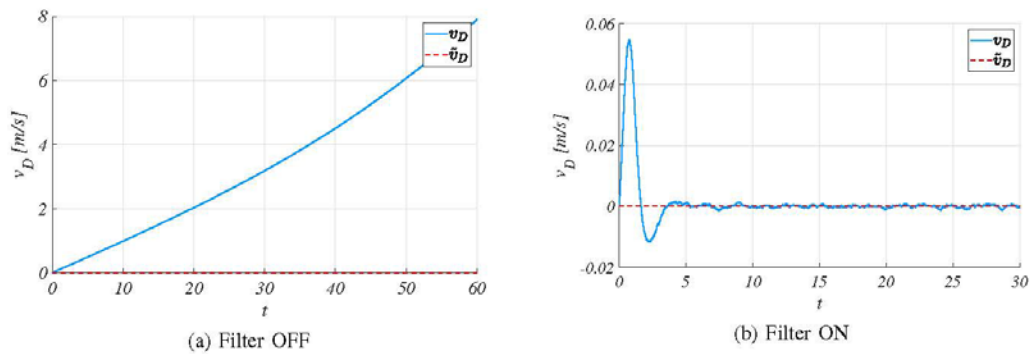 8
6
4
2
0
v_D [m/s]
0 10 20 30 40 50 60
t
v_D
ṽ_D
(a) Filter OFF
0.06
0.04
0.02
0
-0.02
v_D [m/s]
0 5 10 15 20 25 30
t
v_D
ṽ_D
(b) Filter ON